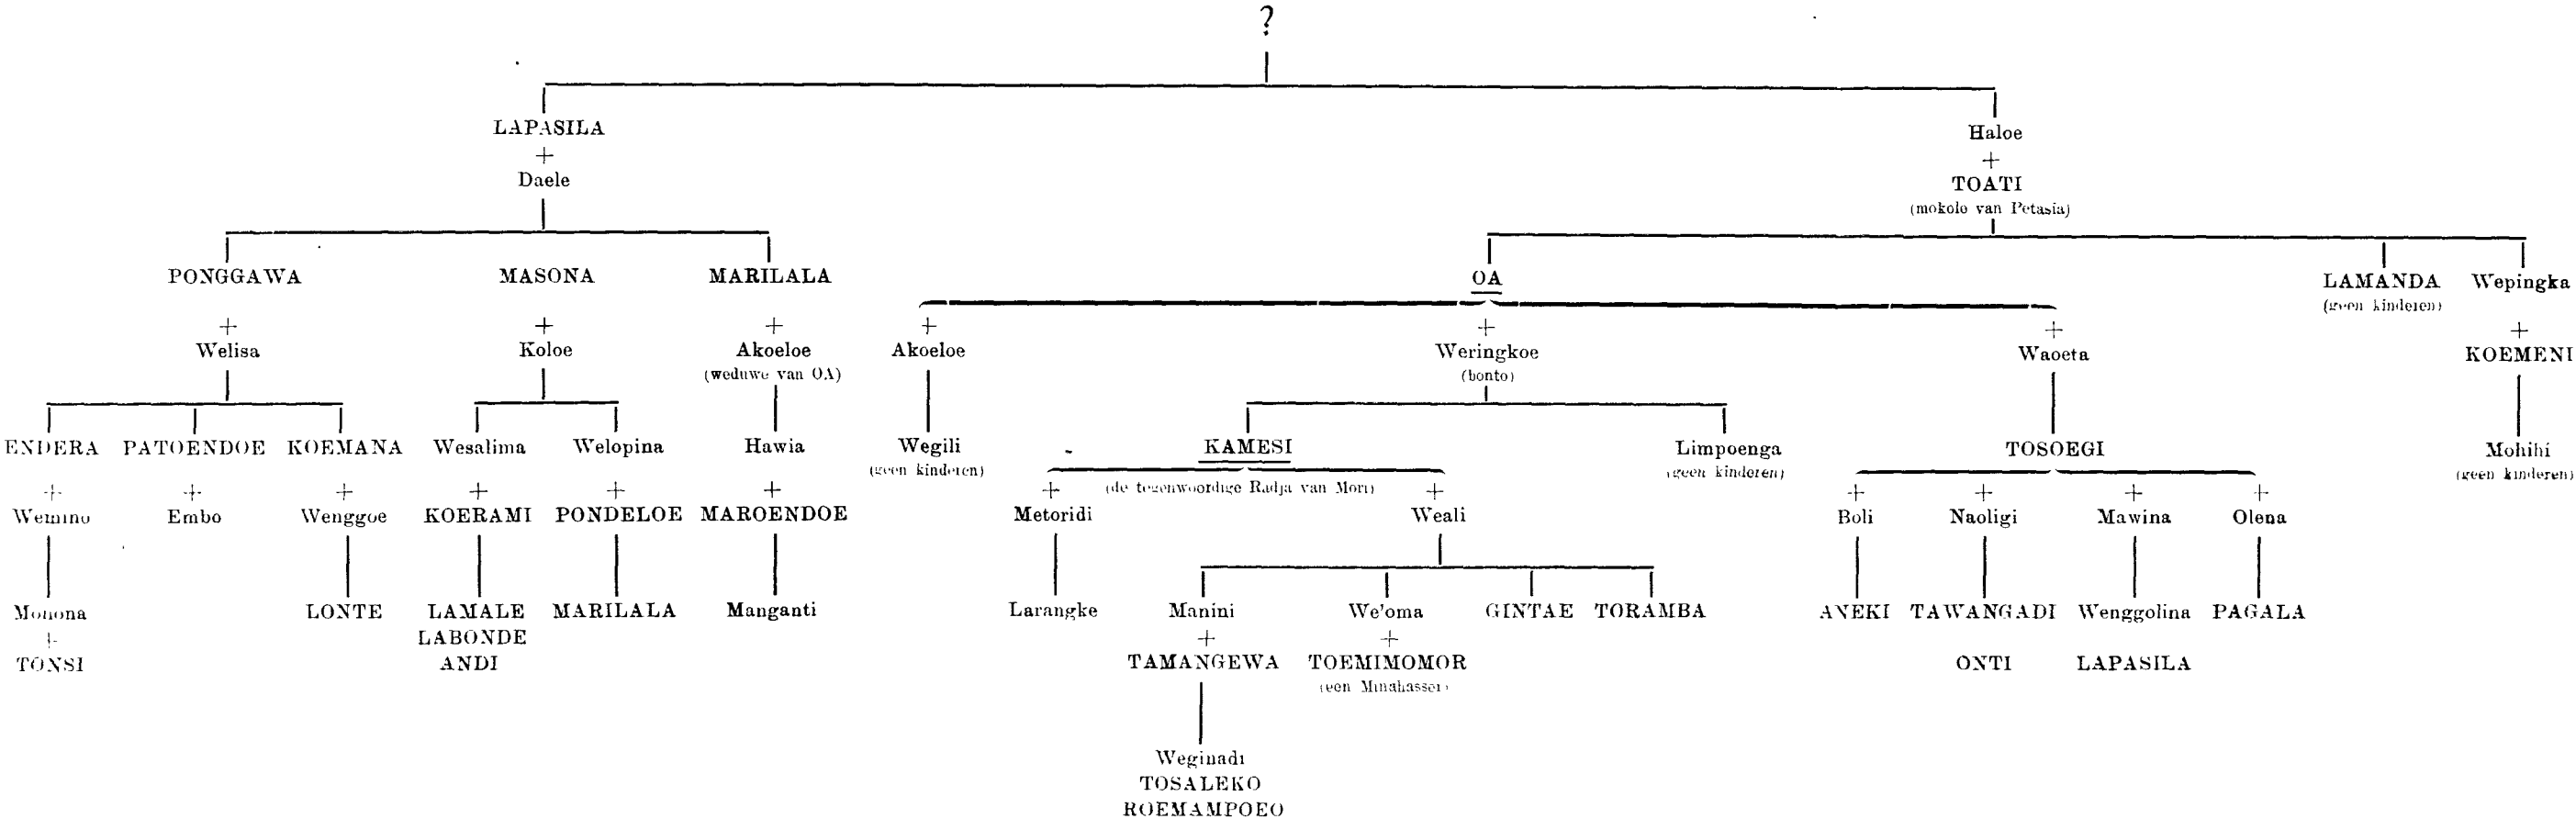 ?
LAPASILA
+
Daele
Haloe
+
TOATI
(mokole van Petasia)
PONGGAWA MASONA MARILALA OA LAMANDA Wepingka
(geen kinderen)
+ + + + + + +
Welisa Koloe Akoeloe Akoeloe Weringkoe Waoeta KOEMENI
(weduwe van OA) (bonto)
ENDERA PATOENDOE KOEMANA Wesalima Welopina Hawia Wegili KAMESI Limpoenga TOSOEGI Mohihi
(geen kinderen) (geen kinderen) (geen kinderen)
(de tegenwoordige Radja van Mori)
+ + + + + + + + + + + +
Wemino Embo Wenggoe KOERAMI PONDELOE MAROENDOE Metoridi Weali Boli Naoligi Mawina Olena
Monona LONTE LAMALE MARILALA Manganti Larangke Manini We'oma GINTAE TORAMBA ANEKI TAWANGADI Wenggolina PAGALA
+ LABONDE + +
TONSI ANDI TAMANGEWA TOEMIMOMOR ONTI LAPASILA
(een Minahasser)
Weginadi
TOSALEKO
ROEMAMPOEO